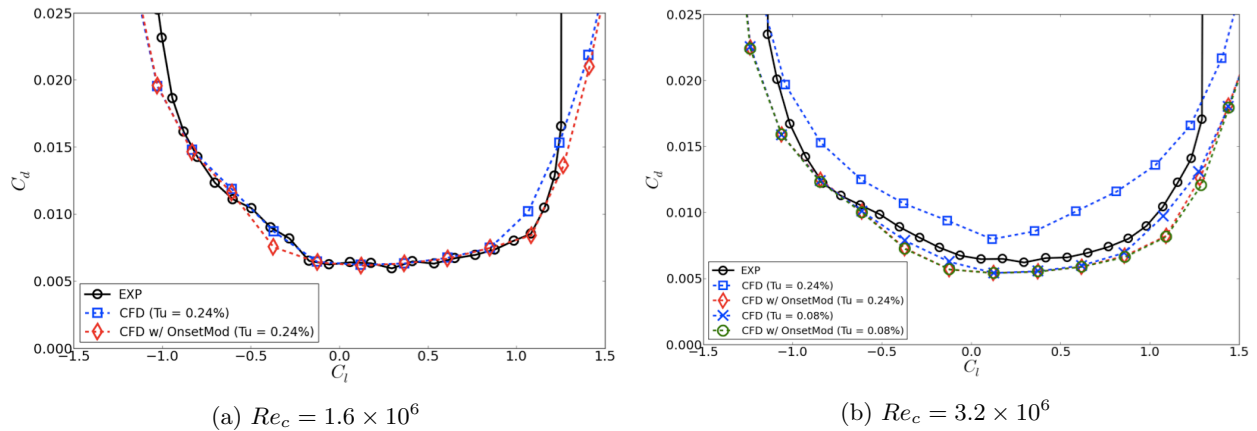 0.025
0.020
0.015
0.010
0.005
0.000
C_d
−1.5 −1.0 −0.5 0.0 0.5 1.0 1.5
C_l
EXP
CFD (Tu = 0.24%)
CFD w/ OnsetMod (Tu = 0.24%)
(a) Re_c = 1.6 × 10^6
0.025
0.020
0.015
0.010
0.005
0.000
C_d
−1.5 −1.0 −0.5 0.0 0.5 1.0 1.5
C_l
EXP
CFD (Tu = 0.24%)
CFD w/ OnsetMod (Tu = 0.24%)
CFD (Tu = 0.08%)
CFD w/ OnsetMod (Tu = 0.08%)
(b) Re_c = 3.2 × 10^6